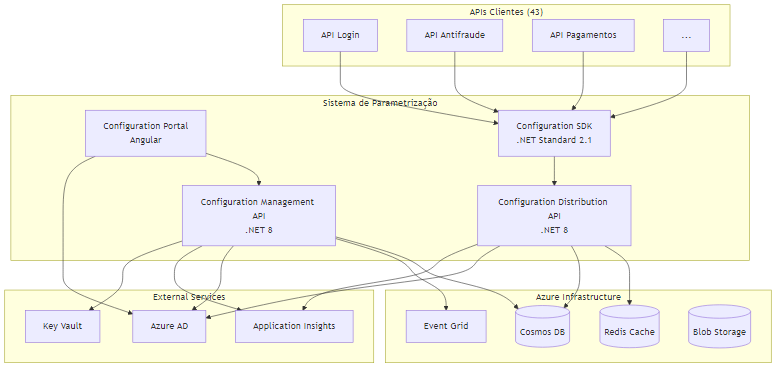 APIs Clientes (43)
API Login
API Antifraude
API Pagamentos
...
Sistema de Parametrização
Configuration Portal
Angular
Configuration SDK
.NET Standard 2.1
Configuration Management
API
.NET 8
Configuration Distribution
API
.NET 8
External Services
Key Vault
Azure AD
Application Insights
Azure Infrastructure
Event Grid
Cosmos DB
Redis Cache
Blob Storage